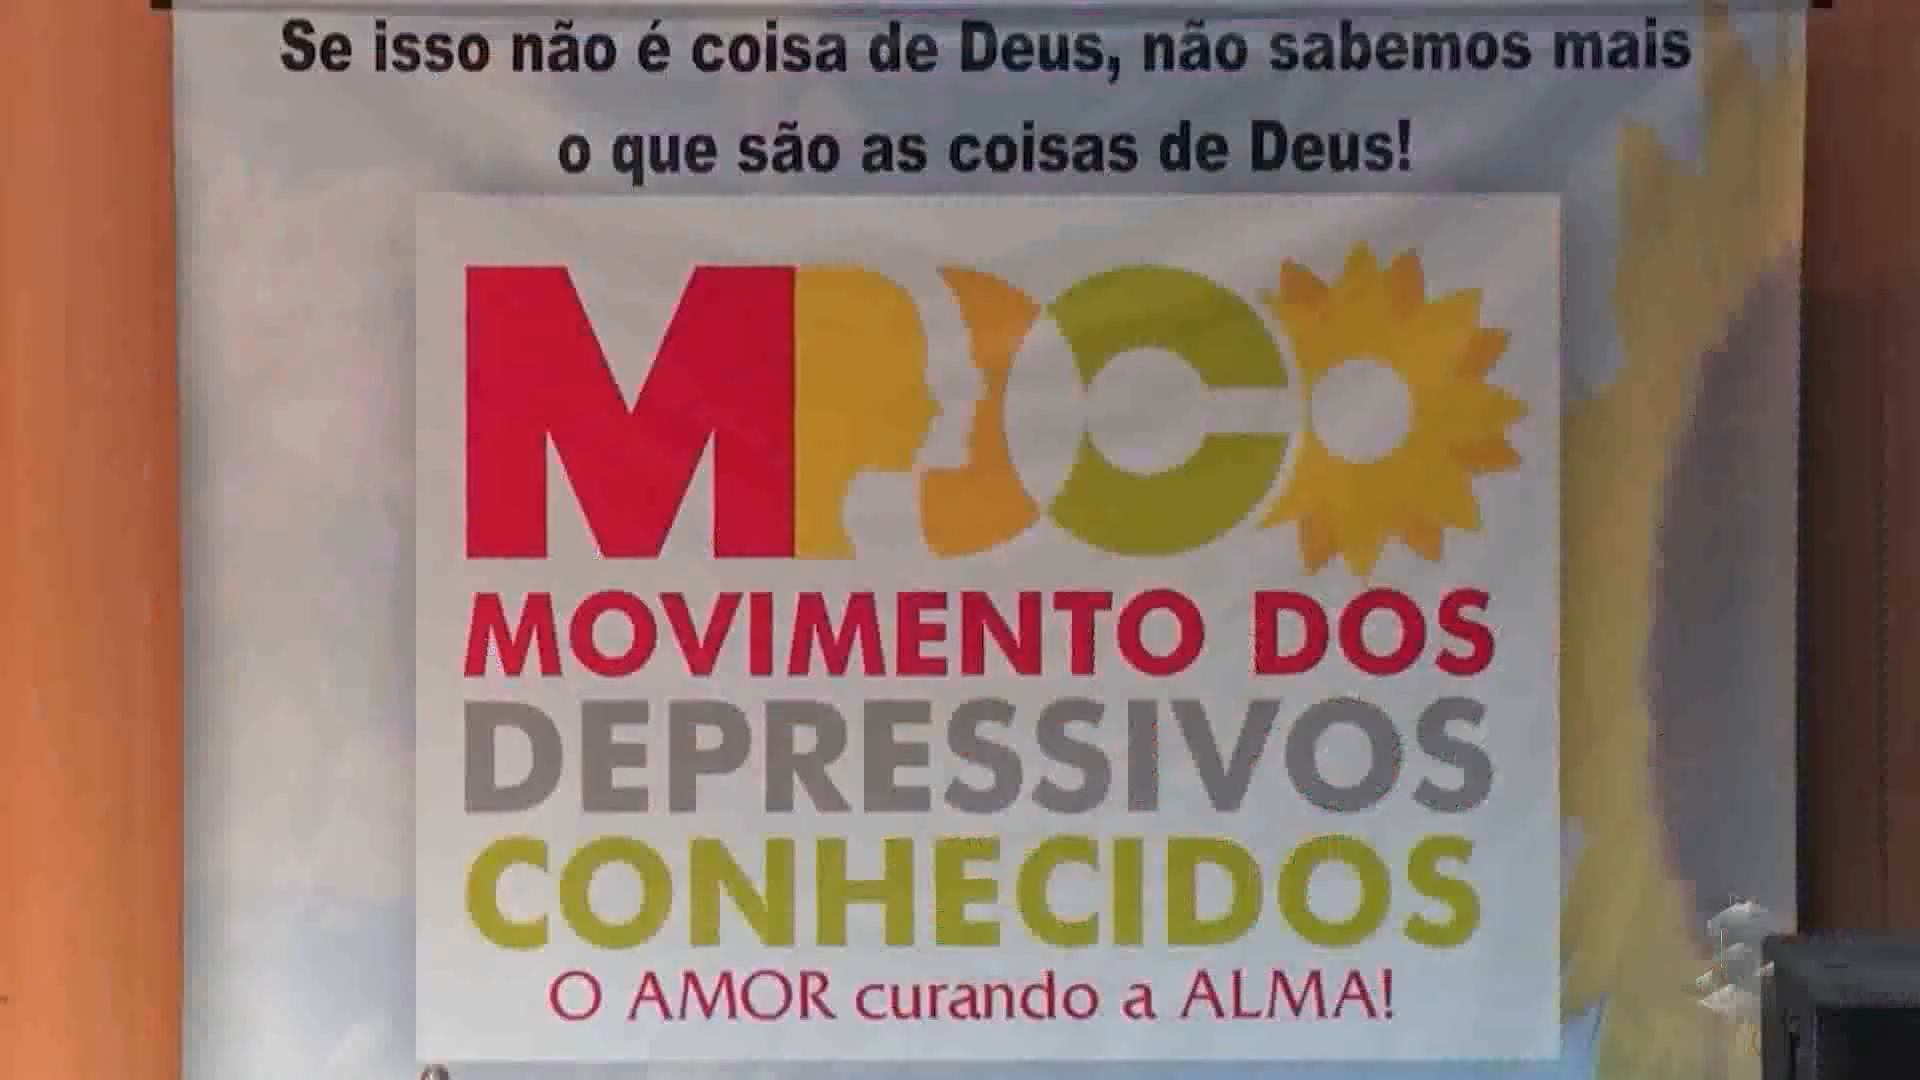 Se isso não é coisa de Deus, não sabemos mais
o que são as coisas de Deus!
MDCO
MOVIMENTO DOS
DEPRESSIVOS
CONHECIDOS
O AMOR curando a ALMA!